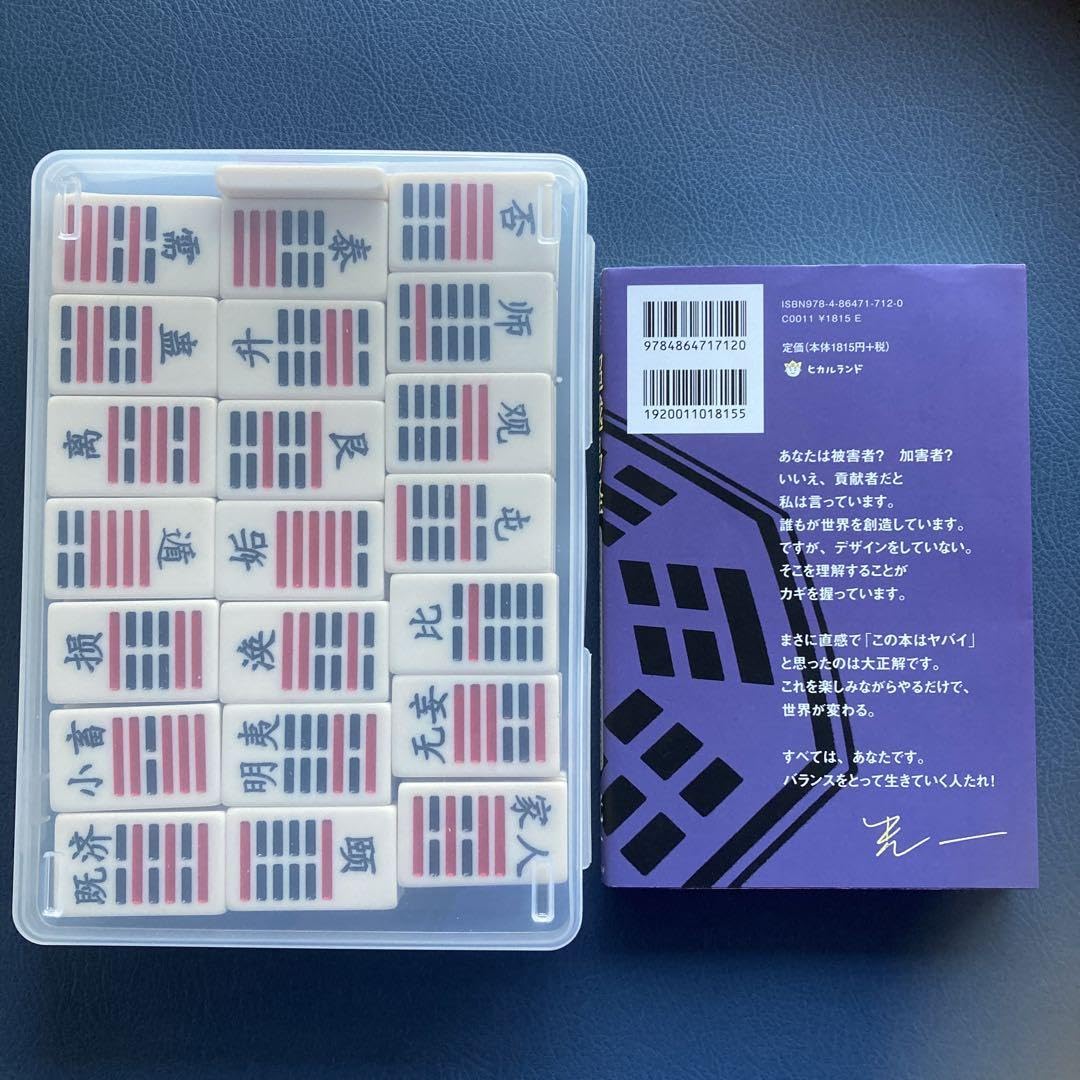 需
蛊
离
遁
损
小畜
既济
泰
升
艮
姤
涣
明夷
颐
否
师
观
屯
比
无妄
家人
ISBN978-4-86471-712-0
C0011 ¥1815 E
9784864717120
定価(本体1815円+税)
ヒカルランド
1920011018155
あなたは被害者? 加害者?
いいえ、貢献者だと
私は言っています。
誰もが世界を創造しています。
ですが、デザインをしていない。
そこを理解することが
カギを握っています。
まさに直感で「この本はヤバイ」
と思ったのは大正解です。
これを楽しみながらやるだけで、
世界が変わる。
すべては、あなたです。
バランスをとって生きていく人たれ!